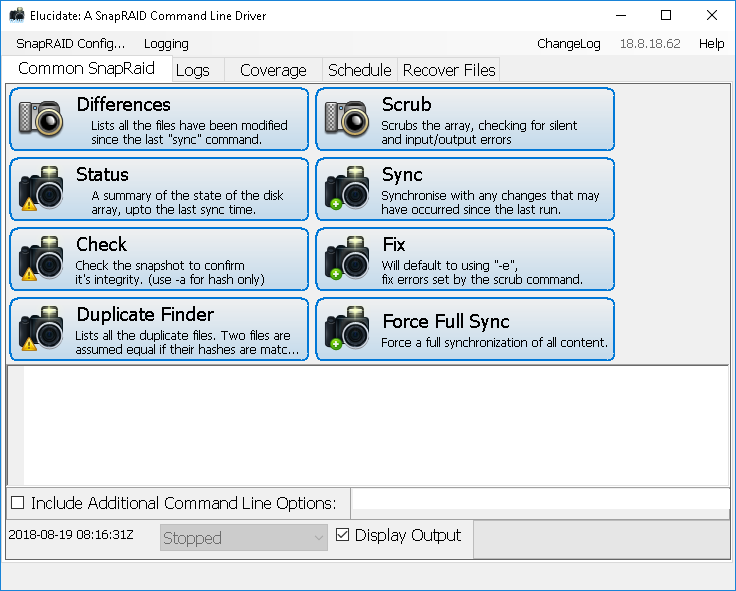 Elucidate: A SnapRAID Command Line Driver
SnapRAID Config... Logging ChangeLog 18.8.18.62 Help
Common SnapRaid Logs Coverage Schedule Recover Files
Differences
Lists all the files have been modified
since the last "sync" command.
Scrub
Scrubs the array, checking for silent
and input/output errors
Status
A summary of the state of the disk
array, upto the last sync time.
Sync
Synchronise with any changes that may
have occurred since the last run.
Check
Check the snapshot to confirm
it's integrity. (use -a for hash only)
Fix
Will default to using "-e",
fix errors set by the scrub command.
Duplicate Finder
Lists all the duplicate files. Two files are
assumed equal if their hashes are matc...
Force Full Sync
Force a full synchronization of all content.
Include Additional Command Line Options:
2018-08-19 08:16:31Z Stopped Display Output